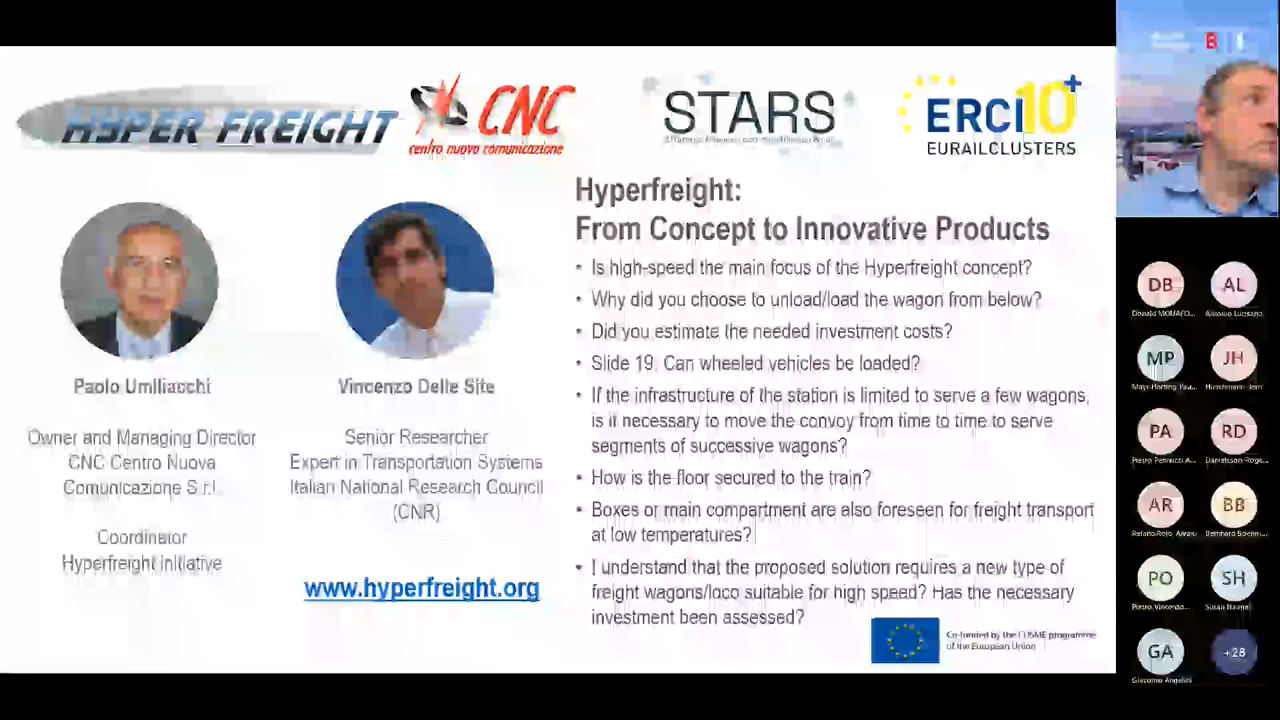 HYPER FREIGHT
CNC
centro nuova comunicazione
STARS
ERCI10+
EURAILCLUSTERS
Paolo Umiliacchi
Owner and Managing Director
CNC Centro Nuova
Comunicazione S.r.l.
Coordinator
Hyperfreight Initiative
Vincenzo Delle Site
Senior Researcher
Expert in Transportation Systems
Italian National Research Council
(CNR)
www.hyperfreight.org
Hyperfreight:
From Concept to Innovative Products
• Is high-speed the main focus of the Hyperfreight concept?
• Why did you choose to unload/load the wagon from below?
• Did you estimate the needed investment costs?
• Slide 19. Can wheeled vehicles be loaded?
• If the infrastructure of the station is limited to serve a few wagons,
is it necessary to move the convoy from time to time to serve
segments of successive wagons?
• How is the floor secured to the train?
• Boxes or main compartment are also foreseen for freight transport
at low temperatures?
• I understand that the proposed solution requires a new type of
freight wagons/loco suitable for high speed? Has the necessary
investment been assessed?
Co-funded by the COSME programme
of the European Union
B
DB
AL
MP
JH
PA
RD
AR
BB
Bernhard
PO
SH
Pietro Vincenzo...
Susan
GA
+28
Giacomo Angelini